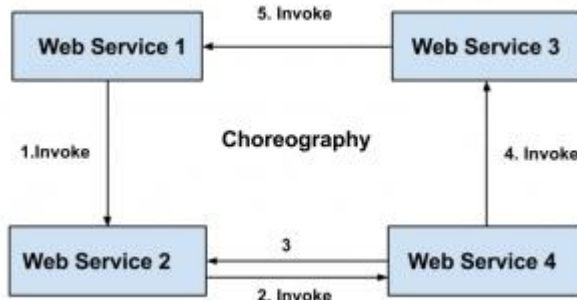 5. Invoke
Web Service 1
Web Service 3
Choreography
1.Invoke
4. Invoke
3
Web Service 2
Web Service 4
2. Invoke